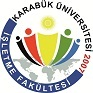 KARABÜK ÜNİVERSİTESİ 2007
İŞLETME FAKÜLTESİ